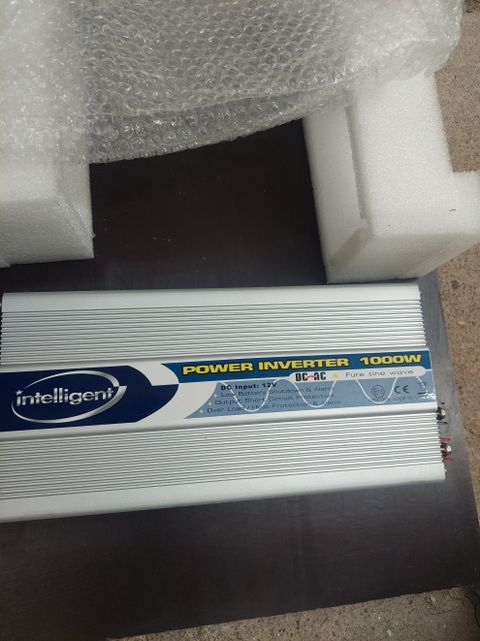 POWER INVERTER 1000W
DC AC Pure sine wave
DC Input: 12V
Low Battery Shutdown & Alarm
Output Short Circuit Protection
Over Load / Heat Protection & Alarm
intelligent
CE